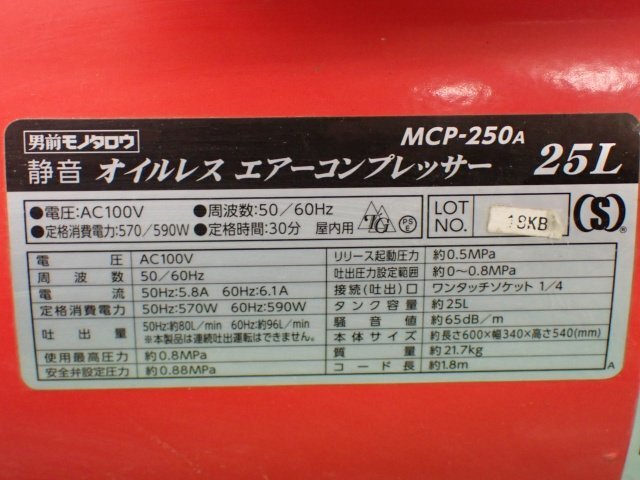 男前モノタロウ
MCP-250A
静音 オイルレス エアーコンプレッサー 25L
●電圧:AC100V ●周波数:50/60Hz
●定格消費電力:570/590W ●定格時間:30分 屋内用
TG
PS E
LOT NO. 19KB
S
電圧 AC100V
周波数 50/60Hz
電流 50Hz:5.8A 60Hz:6.1A
定格消費電力 50Hz:570W 60Hz:590W
吐出量 50Hz:約80L/min 60Hz:約96L/min
※本製品は連続吐出運転はできません。
使用最高圧力 約0.8MPa
安全弁設定圧力 約0.88MPa
リリース起動圧力 約0.5MPa
吐出圧力設定範囲 約0〜0.8MPa
接続(吐出口) ワンタッチソケット 1/4
タンク容量 約25L
騒音値 約65dB/m
本体サイズ 約長さ600×幅340×高さ540(mm)
質量 約21.7kg
コード長 約1.8m
A